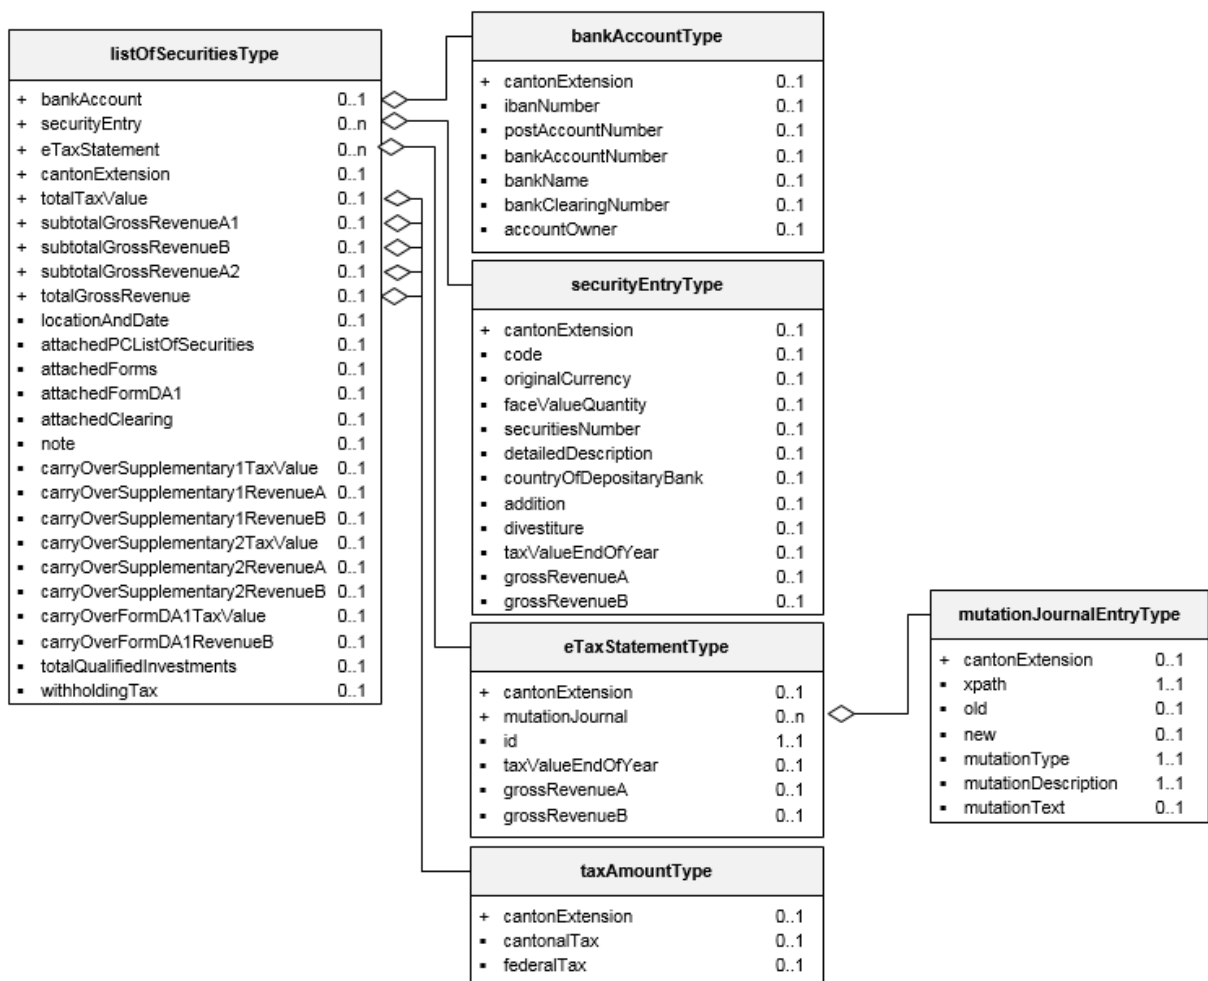 listOfSecuritiesType
+ bankAccount 0..1
+ securityEntry 0..n
+ eTaxStatement 0..n
+ cantonExtension 0..1
+ totalTaxValue 0..1
+ subtotalGrossRevenueA1 0..1
+ subtotalGrossRevenueB 0..1
+ subtotalGrossRevenueA2 0..1
+ totalGrossRevenue 0..1
▪ locationAndDate 0..1
▪ attachedPCListOfSecurities 0..1
▪ attachedForms 0..1
▪ attachedFormDA1 0..1
▪ attachedClearing 0..1
▪ note 0..1
▪ carryOverSupplementary1TaxValue 0..1
▪ carryOverSupplementary1RevenueA 0..1
▪ carryOverSupplementary1RevenueB 0..1
▪ carryOverSupplementary2TaxValue 0..1
▪ carryOverSupplementary2RevenueA 0..1
▪ carryOverSupplementary2RevenueB 0..1
▪ carryOverFormDA1TaxValue 0..1
▪ carryOverFormDA1RevenueB 0..1
▪ totalQualifiedInvestments 0..1
▪ withholdingTax 0..1
bankAccountType
+ cantonExtension 0..1
▪ ibanNumber 0..1
▪ postAccountNumber 0..1
▪ bankAccountNumber 0..1
▪ bankName 0..1
▪ bankClearingNumber 0..1
▪ accountOwner 0..1
securityEntryType
+ cantonExtension 0..1
▪ code 0..1
▪ originalCurrency 0..1
▪ faceValueQuantity 0..1
▪ securitiesNumber 0..1
▪ detailedDescription 0..1
▪ countryOfDepositaryBank 0..1
▪ addition 0..1
▪ divestiture 0..1
▪ taxValueEndOfYear 0..1
▪ grossRevenueA 0..1
▪ grossRevenueB 0..1
eTaxStatementType
+ cantonExtension 0..1
+ mutationJournal 0..n
▪ id 1..1
▪ taxValueEndOfYear 0..1
▪ grossRevenueA 0..1
▪ grossRevenueB 0..1
taxAmountType
+ cantonExtension 0..1
▪ cantonalTax 0..1
▪ federalTax 0..1
mutationJournalEntryType
+ cantonExtension 0..1
▪ xpath 1..1
▪ old 0..1
▪ new 0..1
▪ mutationType 1..1
▪ mutationDescription 1..1
▪ mutationText 0..1